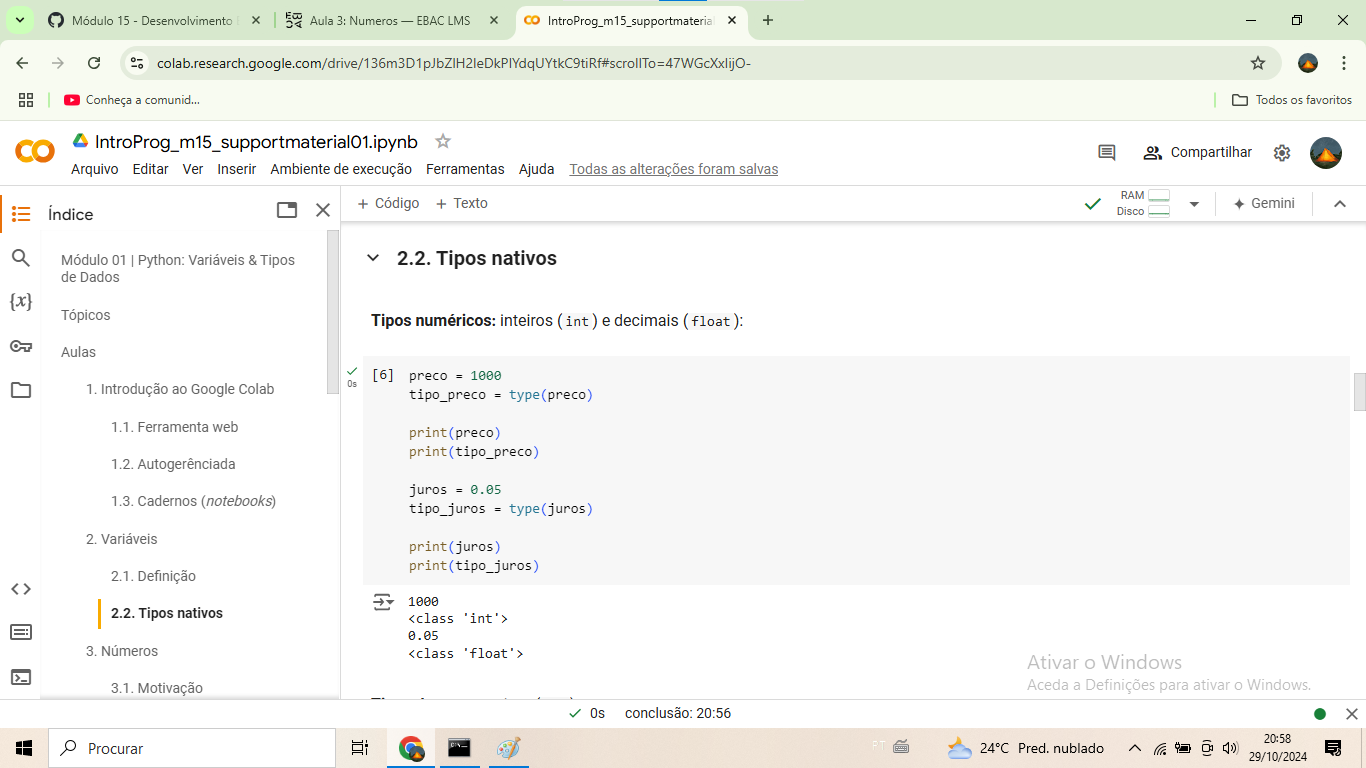 Módulo 15 - Desenvolvimento
Aula 3: Numeros — EBAC LMS
IntroProg_m15_supportmaterial
colab.research.google.com/drive/136m3D1pJbZlH2IeDkPlYdqUYtkC9tiRf#scrollTo=47WGcXxIijO-
Conheça a comunid...
Todos os favoritos
IntroProg_m15_supportmaterial01.ipynb
Arquivo Editar Ver Inserir Ambiente de execução Ferramentas Ajuda Todas as alterações foram salvas
Compartilhar
Índice
+ Código + Texto
RAM
Disco
Gemini
Módulo 01 | Python: Variáveis & Tipos
de Dados
Tópicos
Aulas
1. Introdução ao Google Colab
1.1. Ferramenta web
1.2. Autogerênciada
1.3. Cadernos (notebooks)
2. Variáveis
2.1. Definição
2.2. Tipos nativos
3. Números
3.1. Motivação
2.2. Tipos nativos
Tipos numéricos: inteiros (int) e decimais (float):
0s
[6] preco = 1000
tipo_preco = type(preco)
print(preco)
print(tipo_preco)
juros = 0.05
tipo_juros = type(juros)
print(juros)
print(tipo_juros)
1000
<class 'int'>
0.05
<class 'float'>
Ativar o Windows
Aceda a Definições para ativar o Windows.
0s conclusão: 20:56
Procurar
PT
24°C Pred. nublado
20:58
29/10/2024